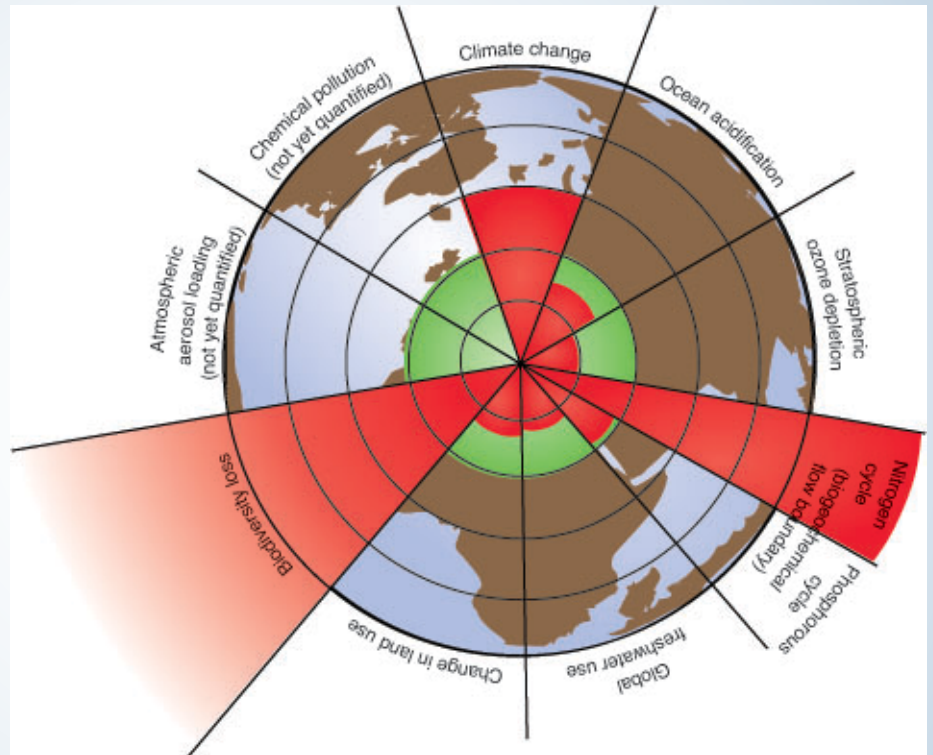 Climate change
Ocean acidification
Stratospheric
ozone depletion
Nitrogen
cycle
(biogeochemical
flow boundary)
Phosphorous
cycle
Global
freshwater use
Change in land use
Biodiversity loss
Atmospheric
aerosol loading
(not yet quantified)
Chemical pollution
(not yet quantified)